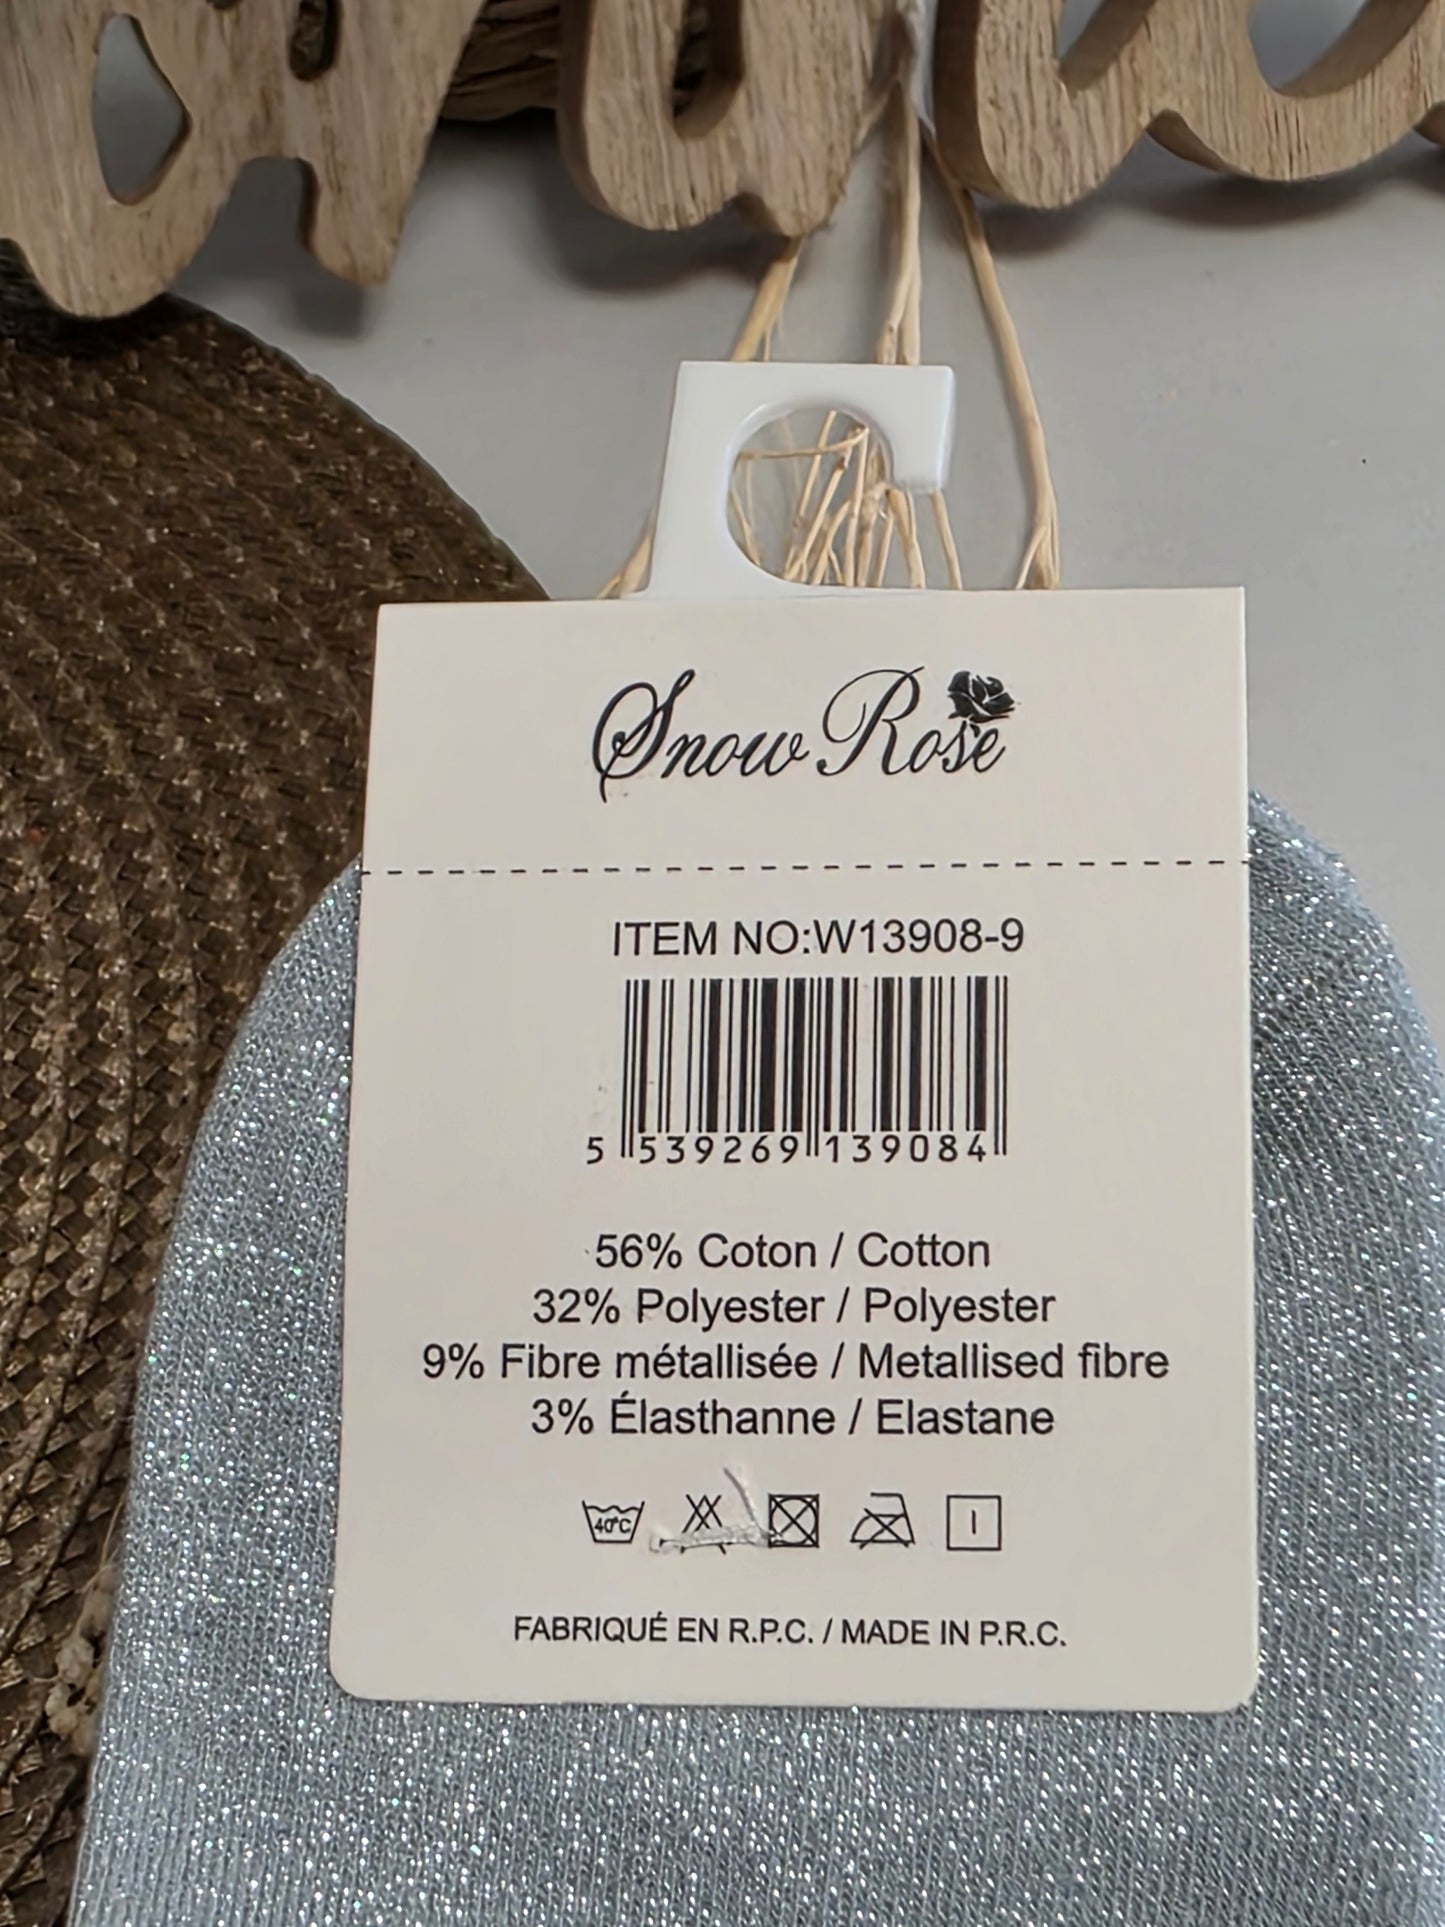 Snow Rose
ITEM NO:W13908-9
5 539269 139084
56% Coton / Cotton
32% Polyester / Polyester
9% Fibre métallisée / Metallised fibre
3% Élasthanne / Elastane
40°C
FABRIQUÉ EN R.P.C. / MADE IN P.R.C.